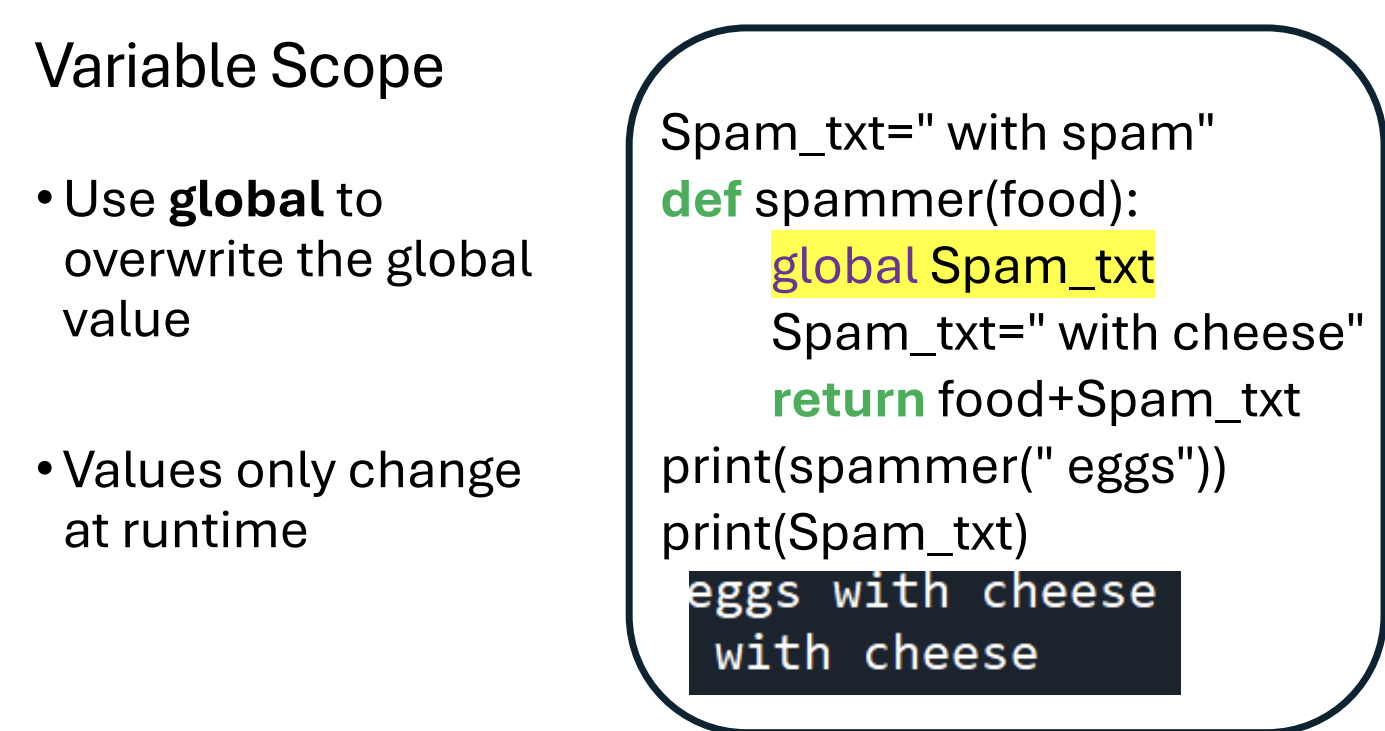 Variable Scope
• Use global to
overwrite the global
value
• Values only change
at runtime
Spam_txt=" with spam"
def spammer(food):
global Spam_txt
Spam_txt=" with cheese"
return food+Spam_txt
print(spammer(" eggs"))
print(Spam_txt)
eggs with cheese
with cheese